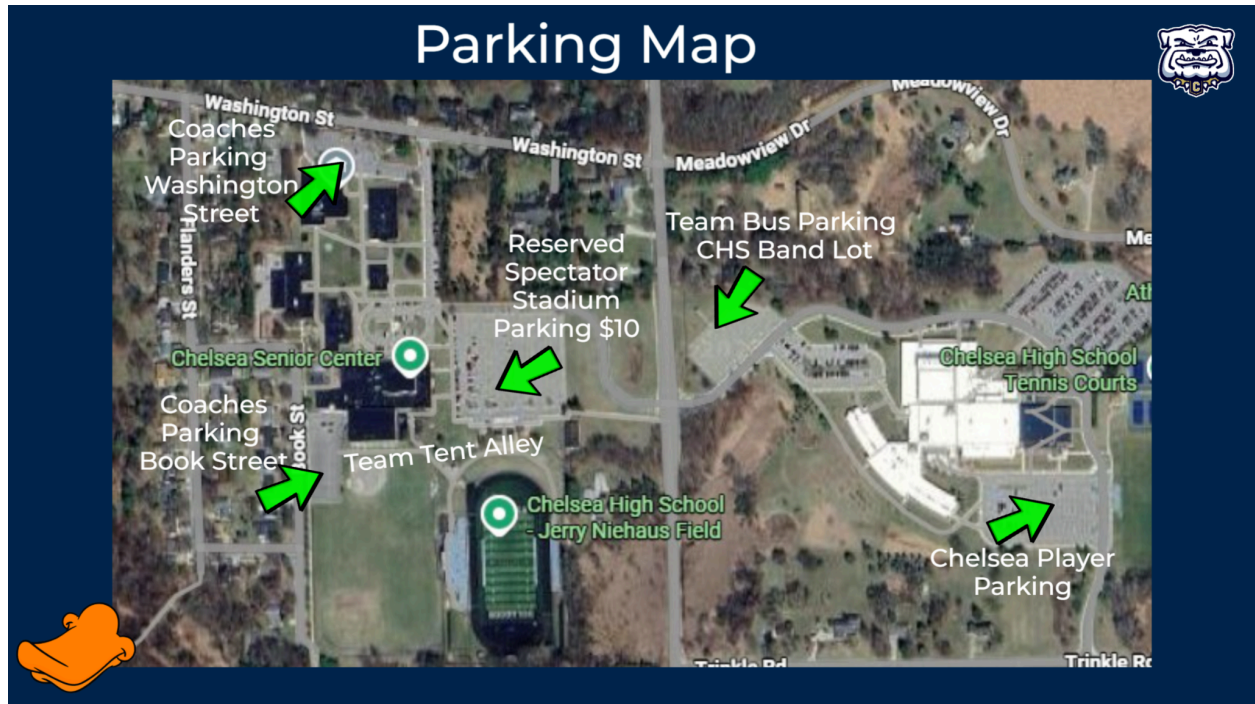 Parking Map
Washington St
Meadowview Dr
Coaches
Parking
Washington
Street
Washington St
Meadowview Dr
Flanders St
Team Bus Parking
CHS Band Lot
Reserved
Spectator
Stadium
Parking $10
Me
Ath
Chelsea Senior Center
Chelsea High School
Tennis Courts
Coaches
Parking
Book Street
Book St
Team Tent Alley
Chelsea High School
- Jerry Niehaus Field
Chelsea Player
Parking
Trinkle Rd
Trinkle Rd
C